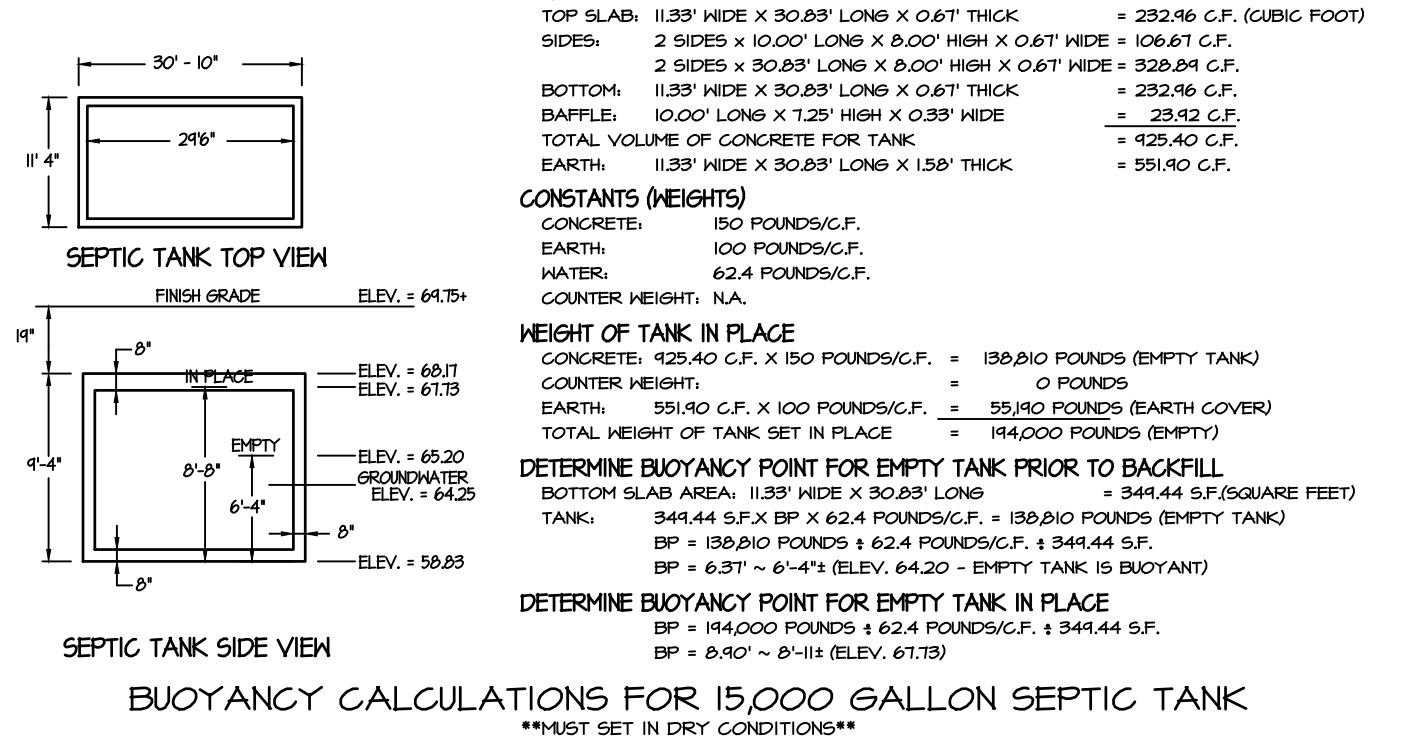 TOP SLAB: 11.33' WIDE X 30.83' LONG X 0.67' THICK = 232.96 C.F. (CUBIC FOOT)
SIDES: 2 SIDES x 10.00' LONG X 8.00' HIGH X 0.67' WIDE = 106.67 C.F.
2 SIDES x 30.83' LONG X 8.00' HIGH X 0.67' WIDE = 328.89 C.F.
BOTTOM: 11.33' WIDE X 30.83' LONG X 0.67' THICK = 232.96 C.F.
BAFFLE: 10.00' LONG X 7.25' HIGH X 0.33' WIDE = 23.92 C.F.
TOTAL VOLUME OF CONCRETE FOR TANK = 925.40 C.F.
EARTH: 11.33' WIDE X 30.83' LONG X 1.58' THICK = 551.90 C.F.
CONSTANTS (WEIGHTS)
CONCRETE: 150 POUNDS/C.F.
EARTH: 100 POUNDS/C.F.
WATER: 62.4 POUNDS/C.F.
COUNTER WEIGHT: N.A.
WEIGHT OF TANK IN PLACE
CONCRETE: 925.40 C.F. X 150 POUNDS/C.F. = 138,810 POUNDS (EMPTY TANK)
COUNTER WEIGHT: = 0 POUNDS
EARTH: 551.90 C.F. X 100 POUNDS/C.F. = 55,190 POUNDS (EARTH COVER)
TOTAL WEIGHT OF TANK SET IN PLACE = 194,000 POUNDS (EMPTY)
DETERMINE BUOYANCY POINT FOR EMPTY TANK PRIOR TO BACKFILL
BOTTOM SLAB AREA: 11.33' WIDE X 30.83' LONG = 349.44 S.F.(SQUARE FEET)
TANK: 349.44 S.F.X BP X 62.4 POUNDS/C.F. = 138,810 POUNDS (EMPTY TANK)
BP = 138,810 POUNDS ÷ 62.4 POUNDS/C.F. ÷ 349.44 S.F.
BP = 6.37' ~ 6'-4"± (ELEV. 64.20 - EMPTY TANK IS BUOYANT)
DETERMINE BUOYANCY POINT FOR EMPTY TANK IN PLACE
BP = 194,000 POUNDS ÷ 62.4 POUNDS/C.F. ÷ 349.44 S.F.
BP = 8.90' ~ 8'-11± (ELEV. 67.73)
30' - 10"
29'6"
11' 4"
SEPTIC TANK TOP VIEW
FINISH GRADE ELEV. = 69.75+
19"
8"
IN PLACE
ELEV. = 68.17
ELEV. = 67.73
EMPTY
ELEV. = 65.20
9'-4"
8'-8"
GROUNDWATER
ELEV. = 64.25
6'-4"
8"
ELEV. = 58.83
8"
SEPTIC TANK SIDE VIEW
BUOYANCY CALCULATIONS FOR 15,000 GALLON SEPTIC TANK
**MUST SET IN DRY CONDITIONS**